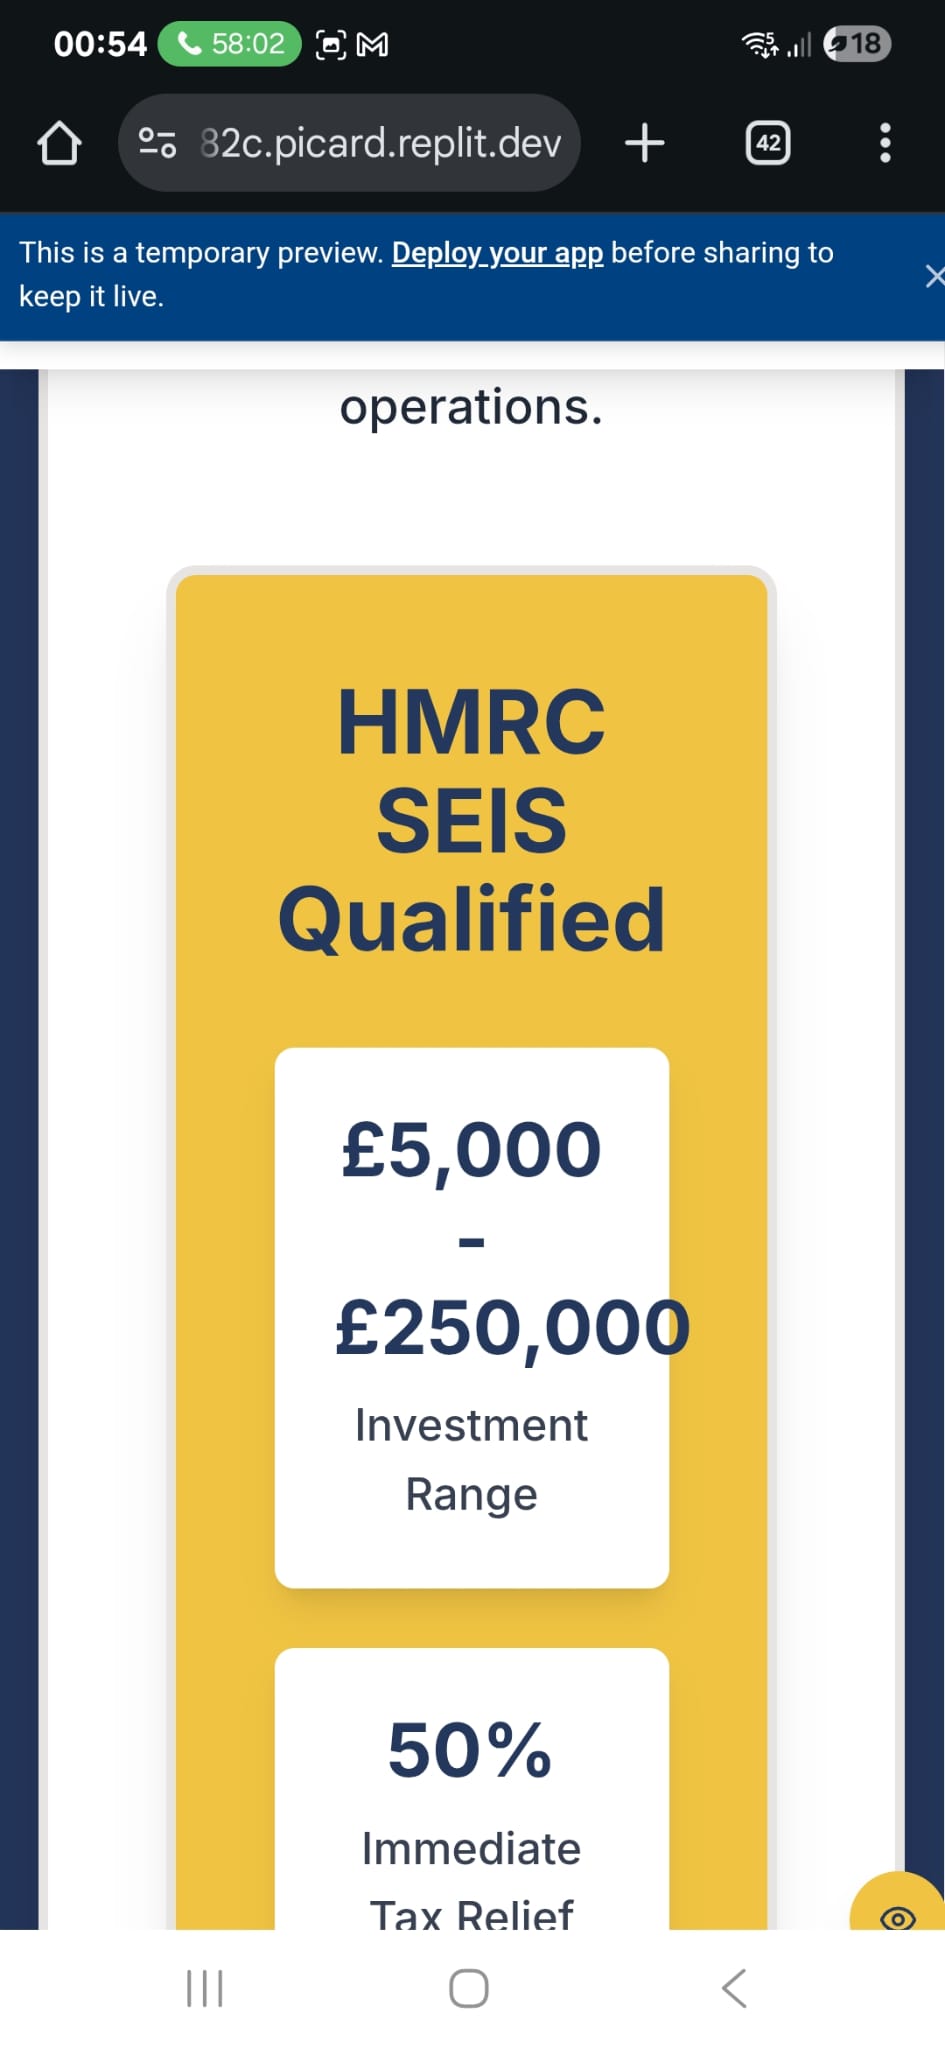 00:54 58:02 18
82c.picard.replit.dev 42
This is a temporary preview. Deploy your app before sharing to
keep it live.
operations.
HMRC
SEIS
Qualified
£5,000
-
£250,000
Investment
Range
50%
Immediate
Tax Relief